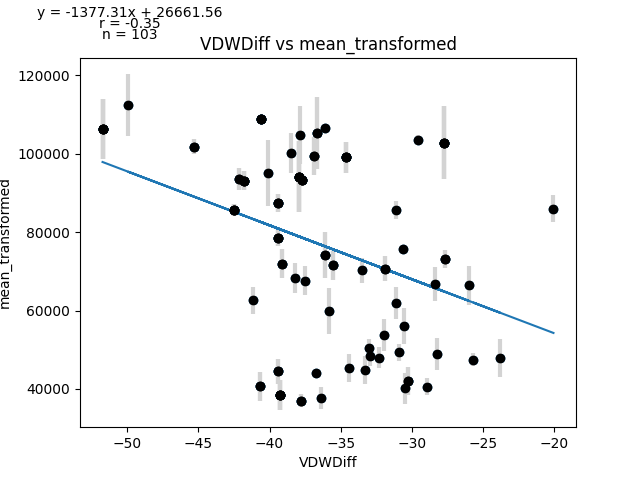 y = -1377.31x + 26661.56
r = -0.35
n = 103
VDWDiff vs mean_transformed
120000
100000
80000
60000
40000
mean_transformed
−50
−45
−40
−35
−30
−25
−20
VDWDiff